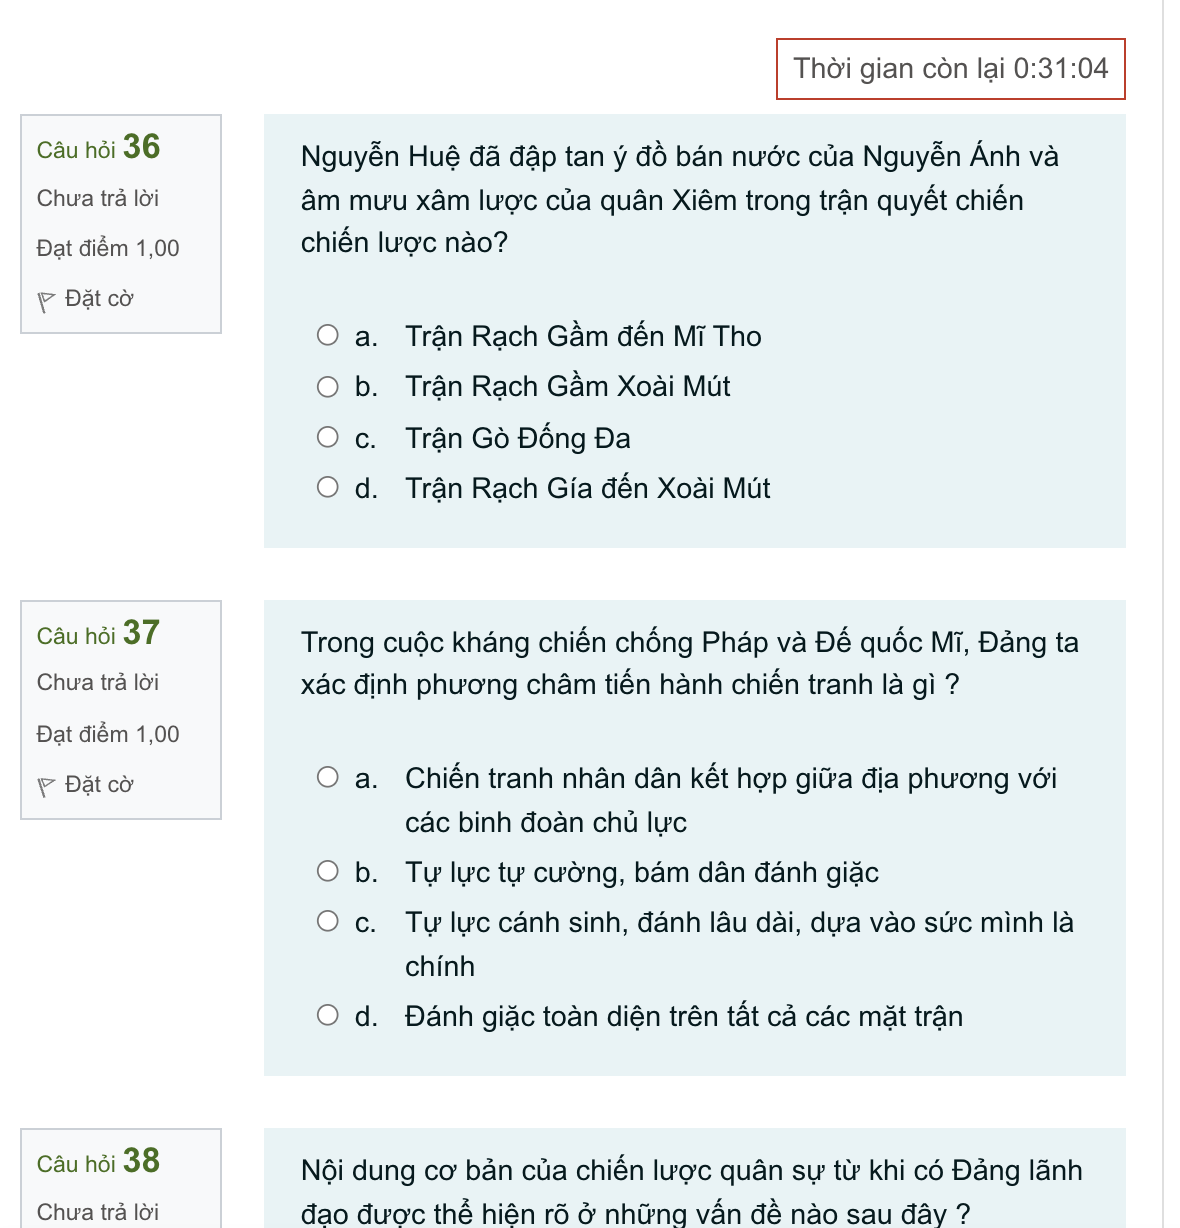 Thời gian còn lại 0:31:04
Câu hỏi 36
Chưa trả lời
Đạt điểm 1,00
Đặt cờ
Nguyễn Huệ đã đập tan ý đồ bán nước của Nguyễn Ánh và
âm mưu xâm lược của quân Xiêm trong trận quyết chiến
chiến lược nào?
a. Trận Rạch Gầm đến Mĩ Tho
b. Trận Rạch Gầm Xoài Mút
c. Trận Gò Đống Đa
d. Trận Rạch Gía đến Xoài Mút
Câu hỏi 37
Chưa trả lời
Đạt điểm 1,00
Đặt cờ
Trong cuộc kháng chiến chống Pháp và Đế quốc Mĩ, Đảng ta
xác định phương châm tiến hành chiến tranh là gì ?
a. Chiến tranh nhân dân kết hợp giữa địa phương với
các binh đoàn chủ lực
b. Tự lực tự cường, bám dân đánh giặc
c. Tự lực cánh sinh, đánh lâu dài, dựa vào sức mình là
chính
d. Đánh giặc toàn diện trên tất cả các mặt trận
Câu hỏi 38
Chưa trả lời
Nội dung cơ bản của chiến lược quân sự từ khi có Đảng lãnh
đạo được thể hiện rõ ở những vấn đề nào sau đây ?